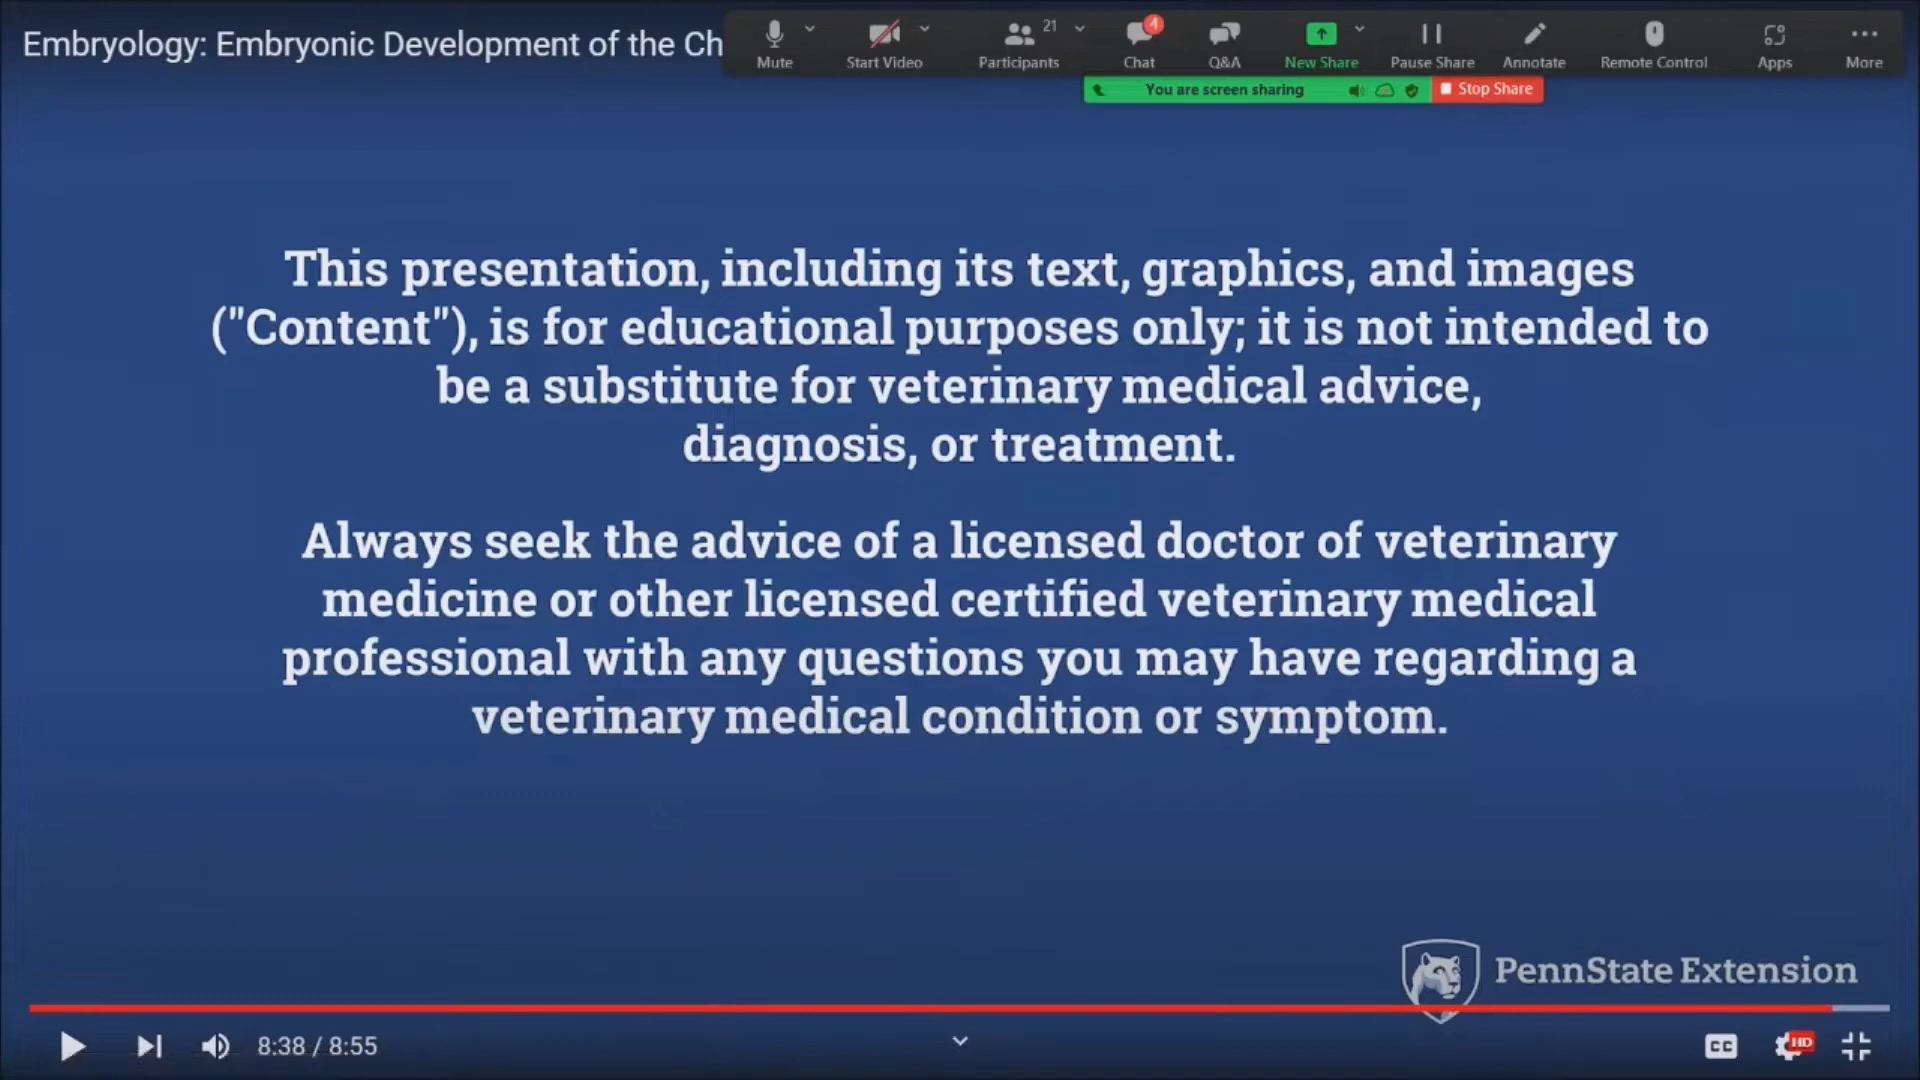 Embryology: Embryonic Development of the Ch
Mute
Start Video
21
Participants
4
Chat
Q&A
New Share
Pause Share
Annotate
Remote Control
Apps
More
You are screen sharing
Stop Share
This presentation, including its text, graphics, and images
("Content"), is for educational purposes only; it is not intended to
be a substitute for veterinary medical advice,
diagnosis, or treatment.
Always seek the advice of a licensed doctor of veterinary
medicine or other licensed certified veterinary medical
professional with any questions you may have regarding a
veterinary medical condition or symptom.
PennState Extension
8:38 / 8:55
CC
HD